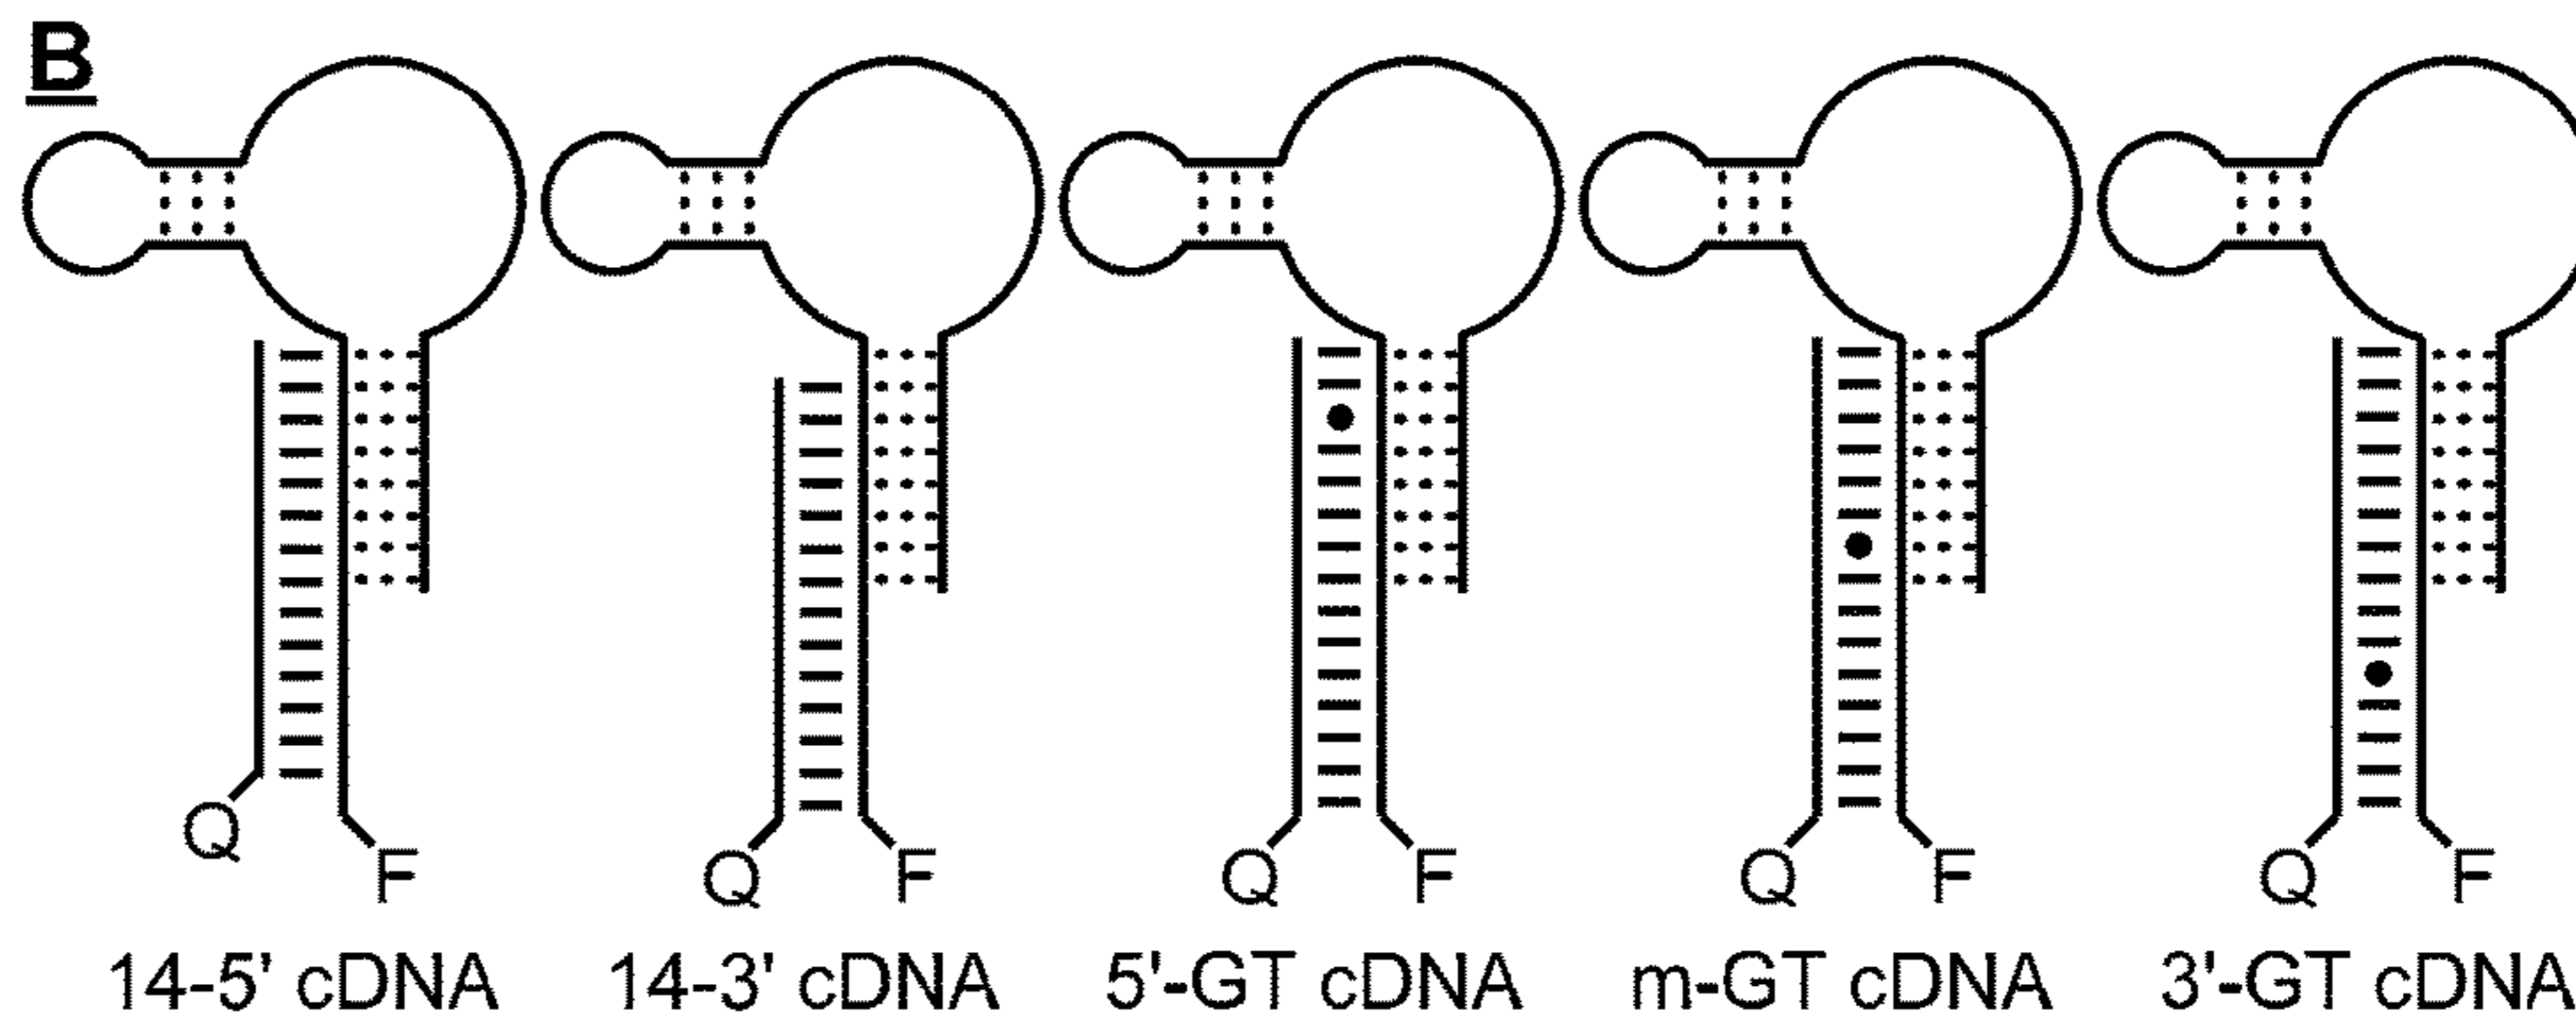 B
Q F Q F Q F Q F Q F
14-5’ cDNA 14-3’ cDNA 5'-GT cDNA m-GT cDNA 3'-GT cDNA